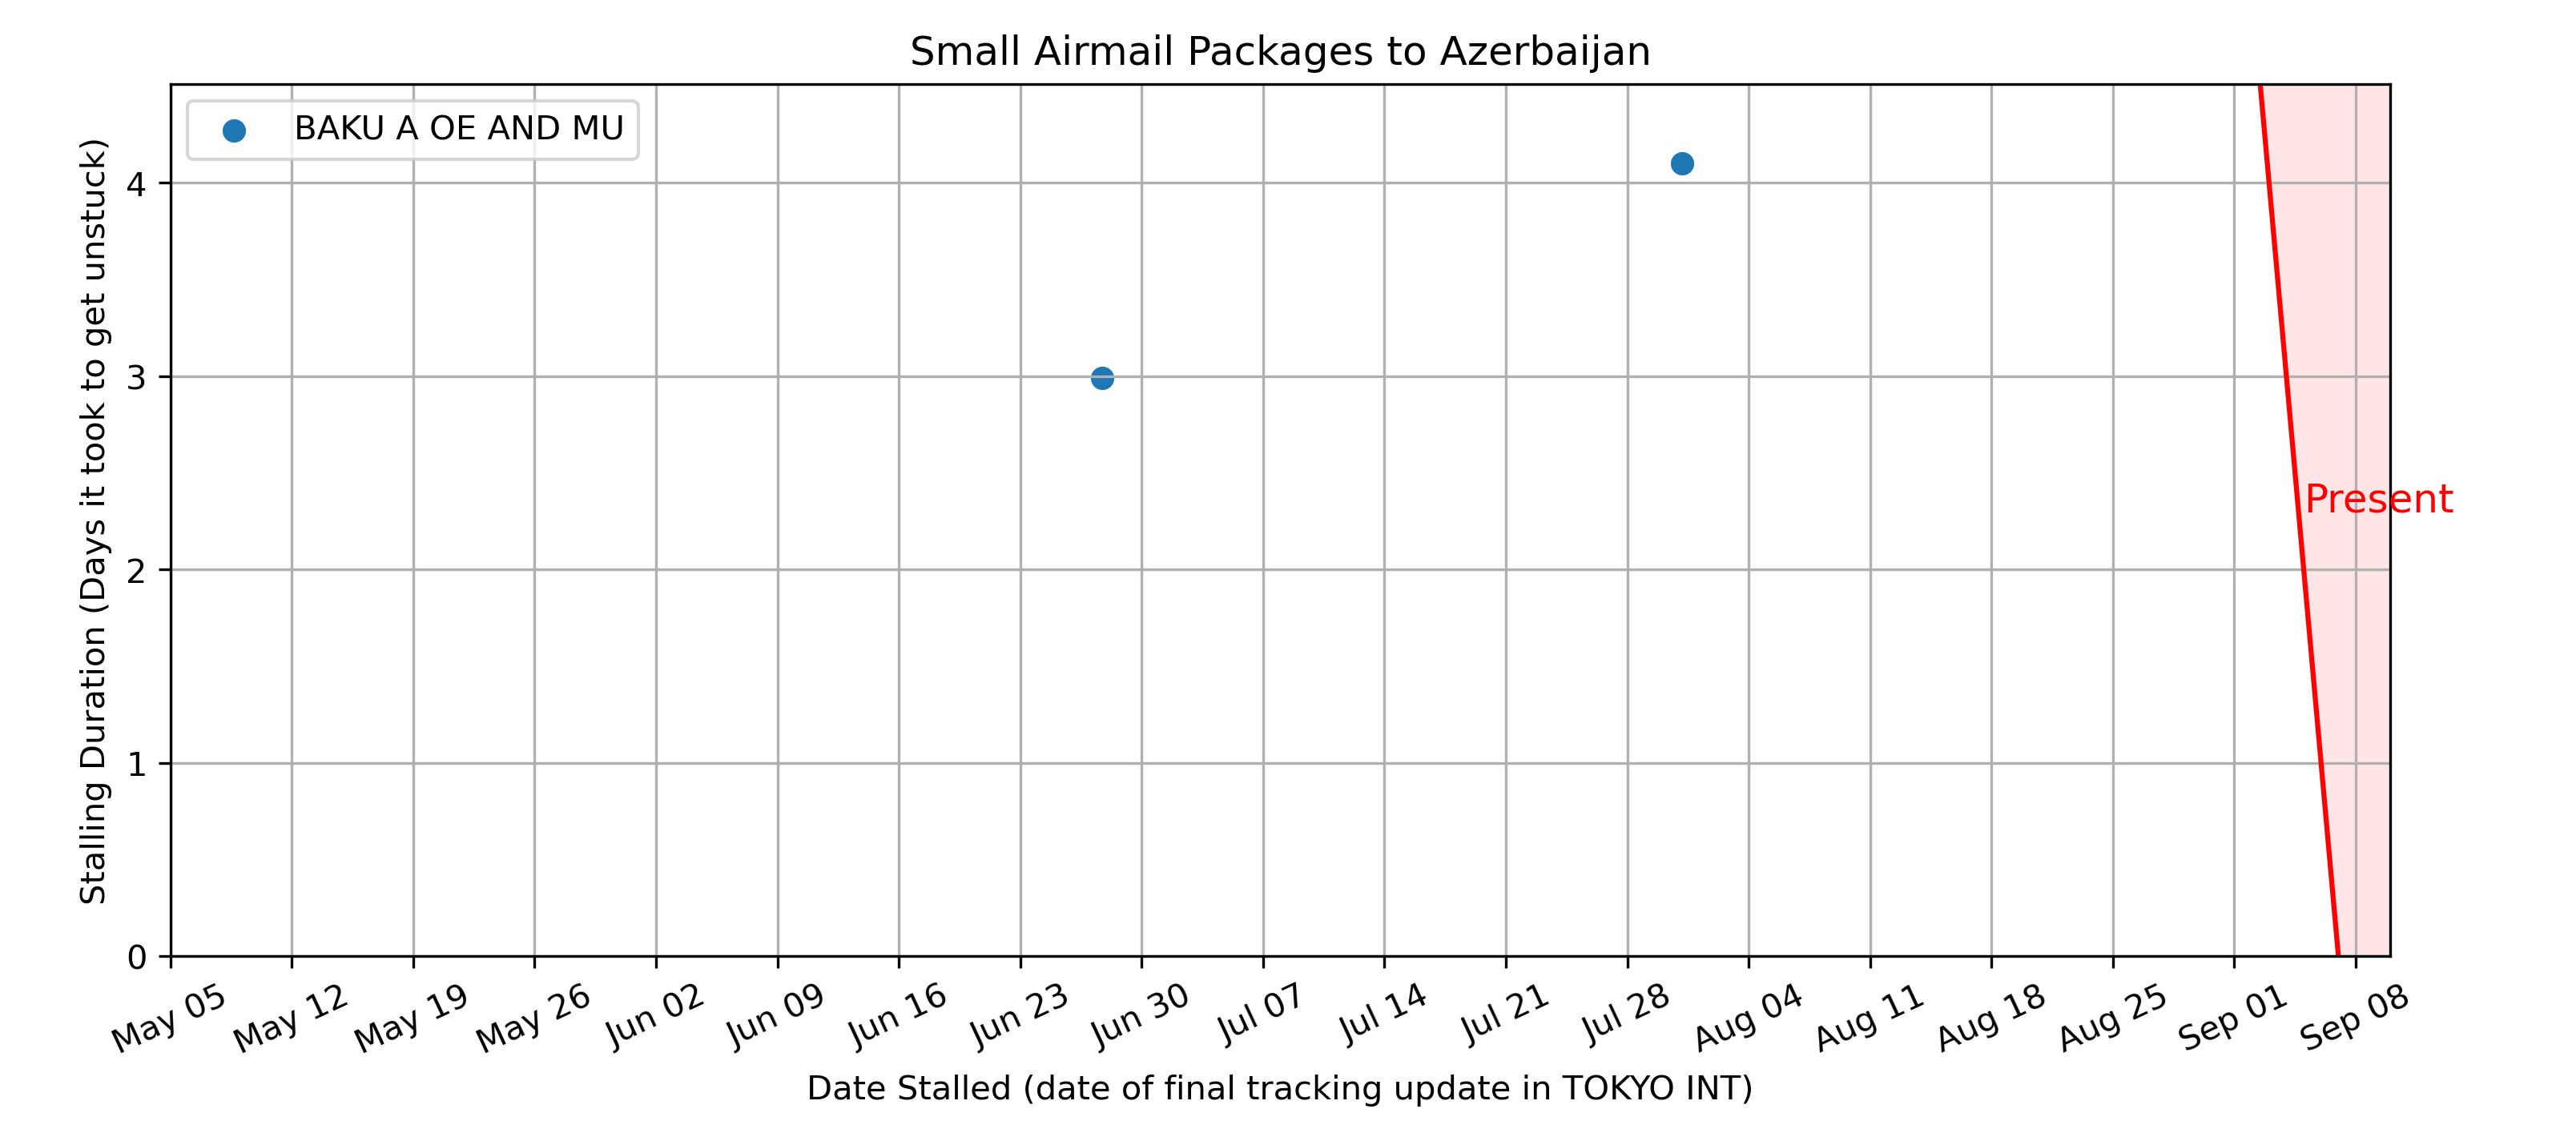 Small Airmail Packages to Azerbaijan
BAKU A OE AND MU
Stalling Duration (Days it took to get unstuck)
4
3
2
1
0
Present
May 05
May 12
May 19
May 26
Jun 02
Jun 09
Jun 16
Jun 23
Jun 30
Jul 07
Jul 14
Jul 21
Jul 28
Aug 04
Aug 11
Aug 18
Aug 25
Sep 01
Sep 08
Date Stalled (date of final tracking update in TOKYO INT)